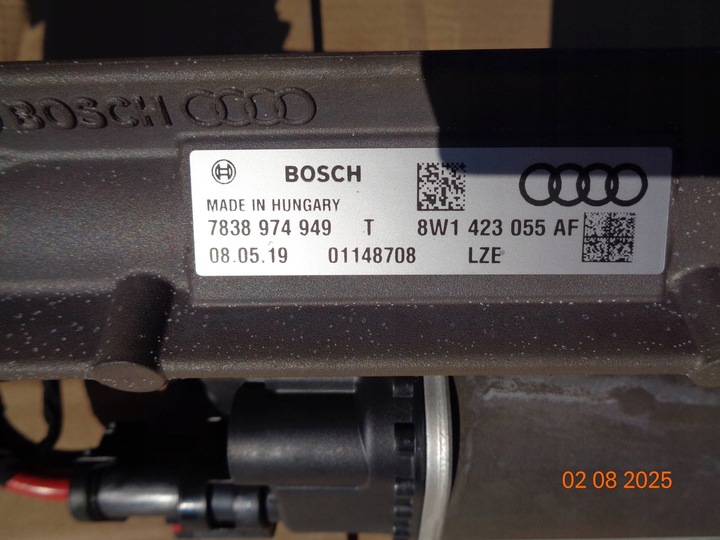 BOSCH
BOSCH
MADE IN HUNGARY
7838 974 949 T 8W1 423 055 AF
08.05.19 01148708 LZE
02 08 2025